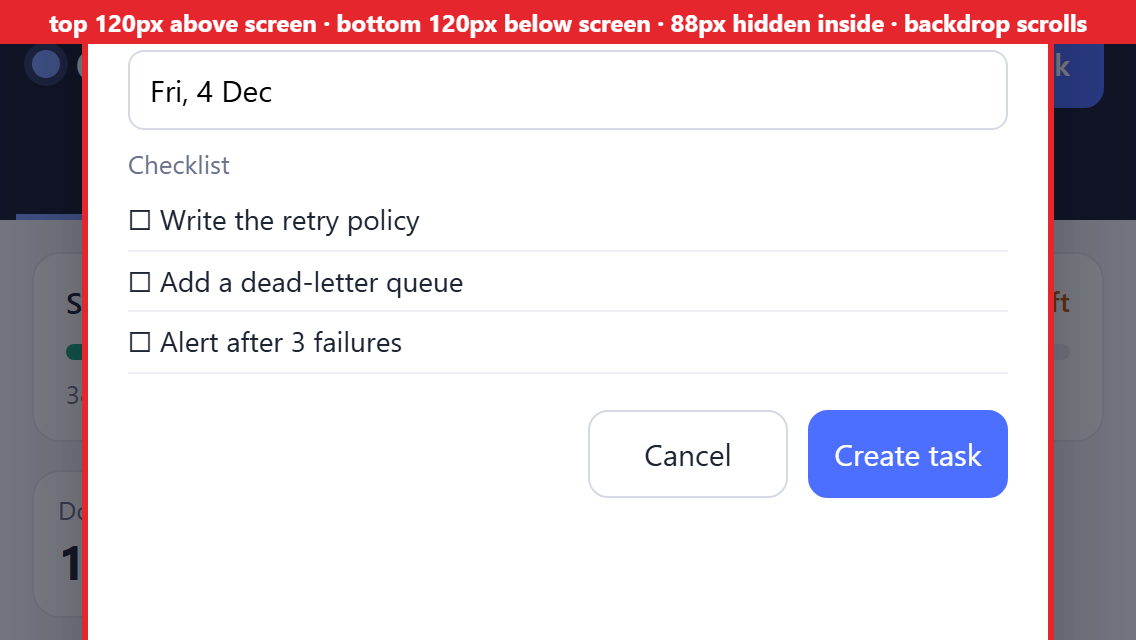 top 120px above screen · bottom 120px below screen · 88px hidden inside · backdrop scrolls
Fri, 4 Dec
Checklist
☐ Write the retry policy
☐ Add a dead-letter queue
☐ Alert after 3 failures
Cancel
Create task